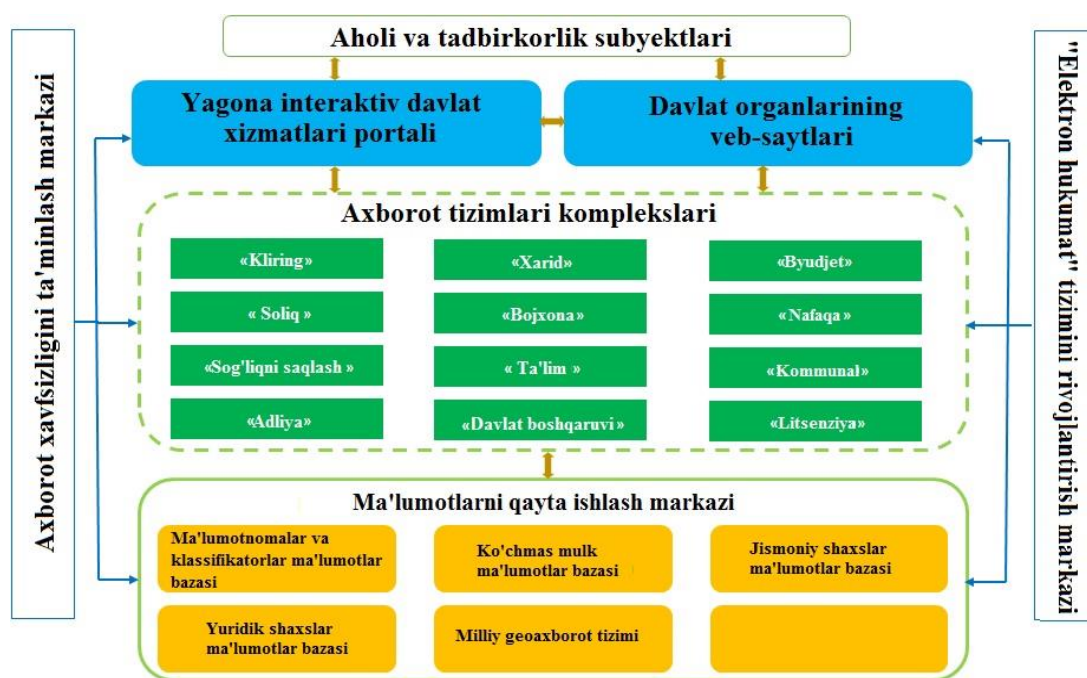 Aholi va tadbirkorlik subyektlari
Axborot xavfsizligini ta'minlash markazi
"Elektron hukumat" tizimini rivojlantirish markazi
Yagona interaktiv davlat
xizmatlari portali
Davlat organlarining
veb-saytlari
Axborot tizimlari komplekslari
«Kliring»
«Xarid»
«Byudjet»
« Soliq »
«Bojxona»
«Nafaqa»
«Sog'liqni saqlash »
« Ta'lim »
«Kommunal»
«Adliya»
«Davlat boshqaruvi »
«Litsenziya»
Ma'lumotlarni qayta ishlash markazi
Ma'lumotnomalar va
klassifikatorlar ma'lumotlar
bazasi
Ko'chmas mulk
ma'lumotlar bazasi
Jismoniy shaxslar
ma'lumotlar bazasi
Yuridik shaxslar
ma'lumotlar bazasi
Milliy geoaxborot tizimi